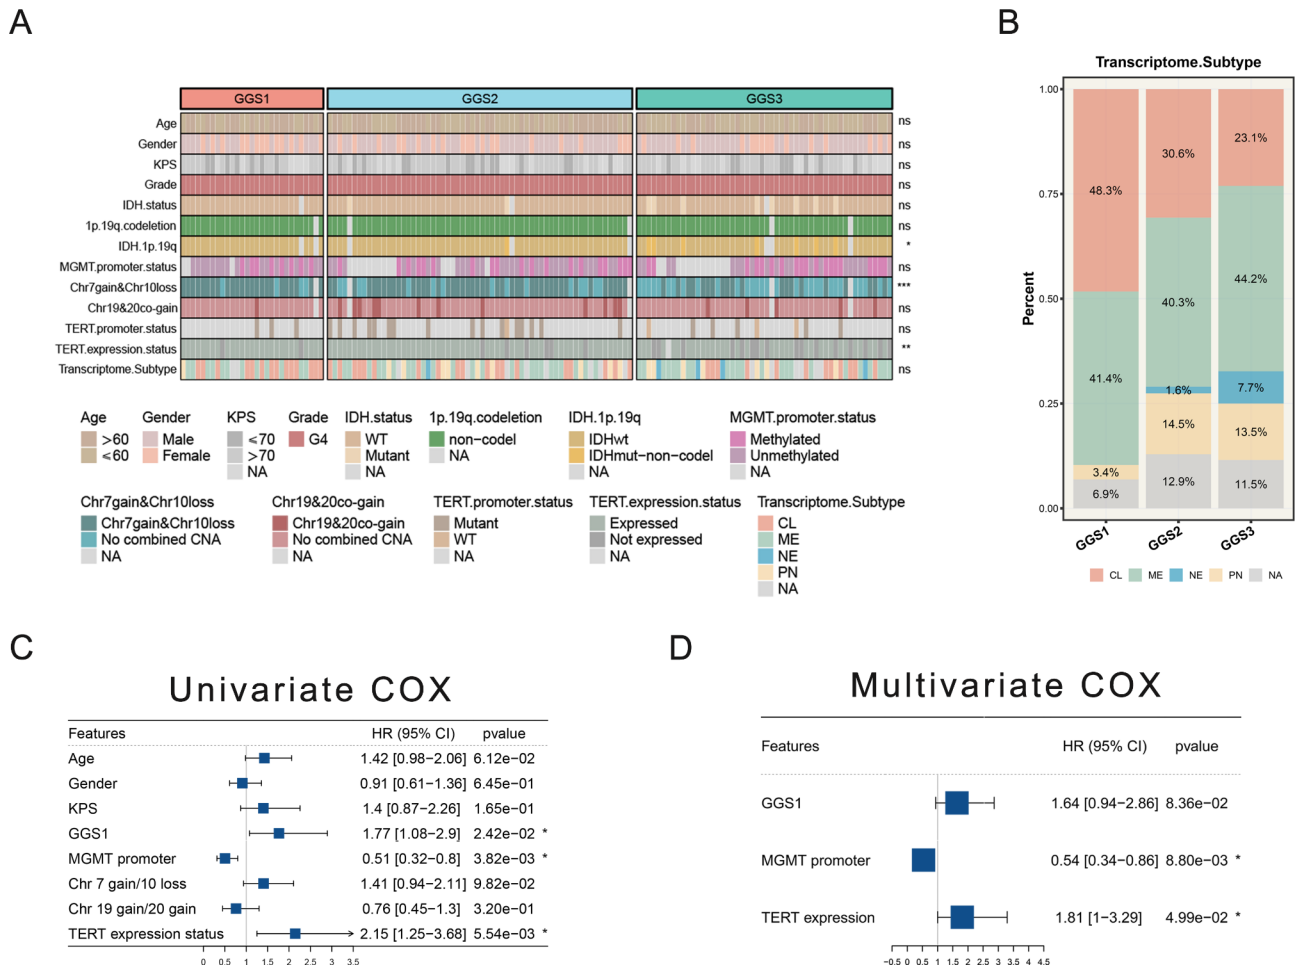 A
GGS1 GGS2 GGS3
Age ns
Gender ns
KPS ns
Grade ns
IDH.status ns
1p.19q.codeletion ns
IDH.1p.19q *
MGMT.promoter.status ns
Chr7gain&Chr10loss ***
Chr19&20co-gain ns
TERT.promoter.status ns
TERT.expression.status **
Transcriptome.Subtype ns
Age Gender KPS Grade IDH.status 1p.19q.codeletion IDH.1p.19q MGMT.promoter.status
>60 Male ⩽70 G4 WT non−codel IDHwt Methylated
⩽60 Female >70 Mutant NA IDHmut−non−codel Unmethylated
NA NA NA NA
Chr7gain&Chr10loss Chr19&20co-gain TERT.promoter.status TERT.expression.status Transcriptome.Subtype
Chr7gain&Chr10loss Chr19&20co-gain Mutant Expressed CL
No combined CNA No combined CNA WT Not expressed ME
NA NA NA NA NE
PN
NA
B
Transcriptome.Subtype
Percent
1.00
0.75
0.50
0.25
0.00
48.3%
41.4%
3.4%
6.9%
30.6%
40.3%
1.6%
14.5%
12.9%
23.1%
44.2%
7.7%
13.5%
11.5%
GGS1 GGS2 GGS3
CL ME NE PN NA
C
Univariate COX
Features HR (95% CI) pvalue
Age 1.42 [0.98−2.06] 6.12e−02
Gender 0.91 [0.61−1.36] 6.45e−01
KPS 1.4 [0.87−2.26] 1.65e−01
GGS1 1.77 [1.08−2.9] 2.42e−02 *
MGMT promoter 0.51 [0.32−0.8] 3.82e−03 *
Chr 7 gain/10 loss 1.41 [0.94−2.11] 9.82e−02
Chr 19 gain/20 gain 0.76 [0.45−1.3] 3.20e−01
TERT expression status 2.15 [1.25−3.68] 5.54e−03 *
0 0.5 1 1.5 2 2.5 3 3.5
D
Multivariate COX
Features HR (95% CI) pvalue
GGS1 1.64 [0.94−2.86] 8.36e−02
MGMT promoter 0.54 [0.34−0.86] 8.80e−03 *
TERT expression 1.81 [1−3.29] 4.99e−02 *
−0.5 0 0.5 1 1.5 2 2.5 3 3.5 4 4.5